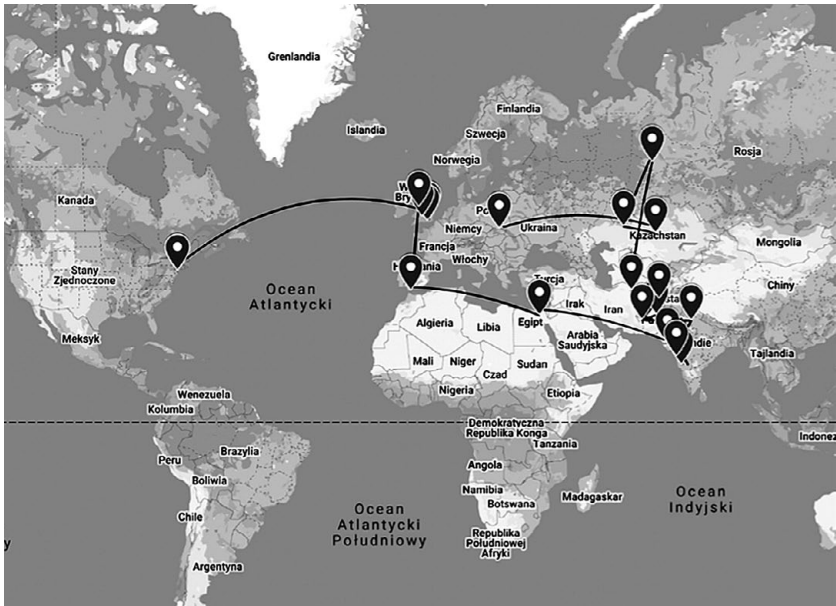 Grenlandia
Islandia
Finlandia
Szwecja
Norwegia
Rosja
Kanada
W
Bry
Po
Niemcy
Ukraina
Kazachstan
Francja
Włochy
Mongolia
Stany
Zjednoczone
Hi
ania
Turcja
Chiny
Ocean
Atlantycki
Irak
Iran
Algieria
Libia
Egipt
Arabia
Saudyjska
ndie
Meksyk
Mali
Niger
Sudan
Tajlandia
Czad
Wenezuela
Nigeria
Etiopia
Kolumbia
Demokratyczna
Republika Konga
Tanzania
Indonez
Peru
Brazylia
Angola
Boliwia
Namibia
Madagaskar
Ocean
Indyjski
Botswana
Chile
Ocean
Atlantycki
Południowy
Republika
Południowej
Afryki
y
Argentyna